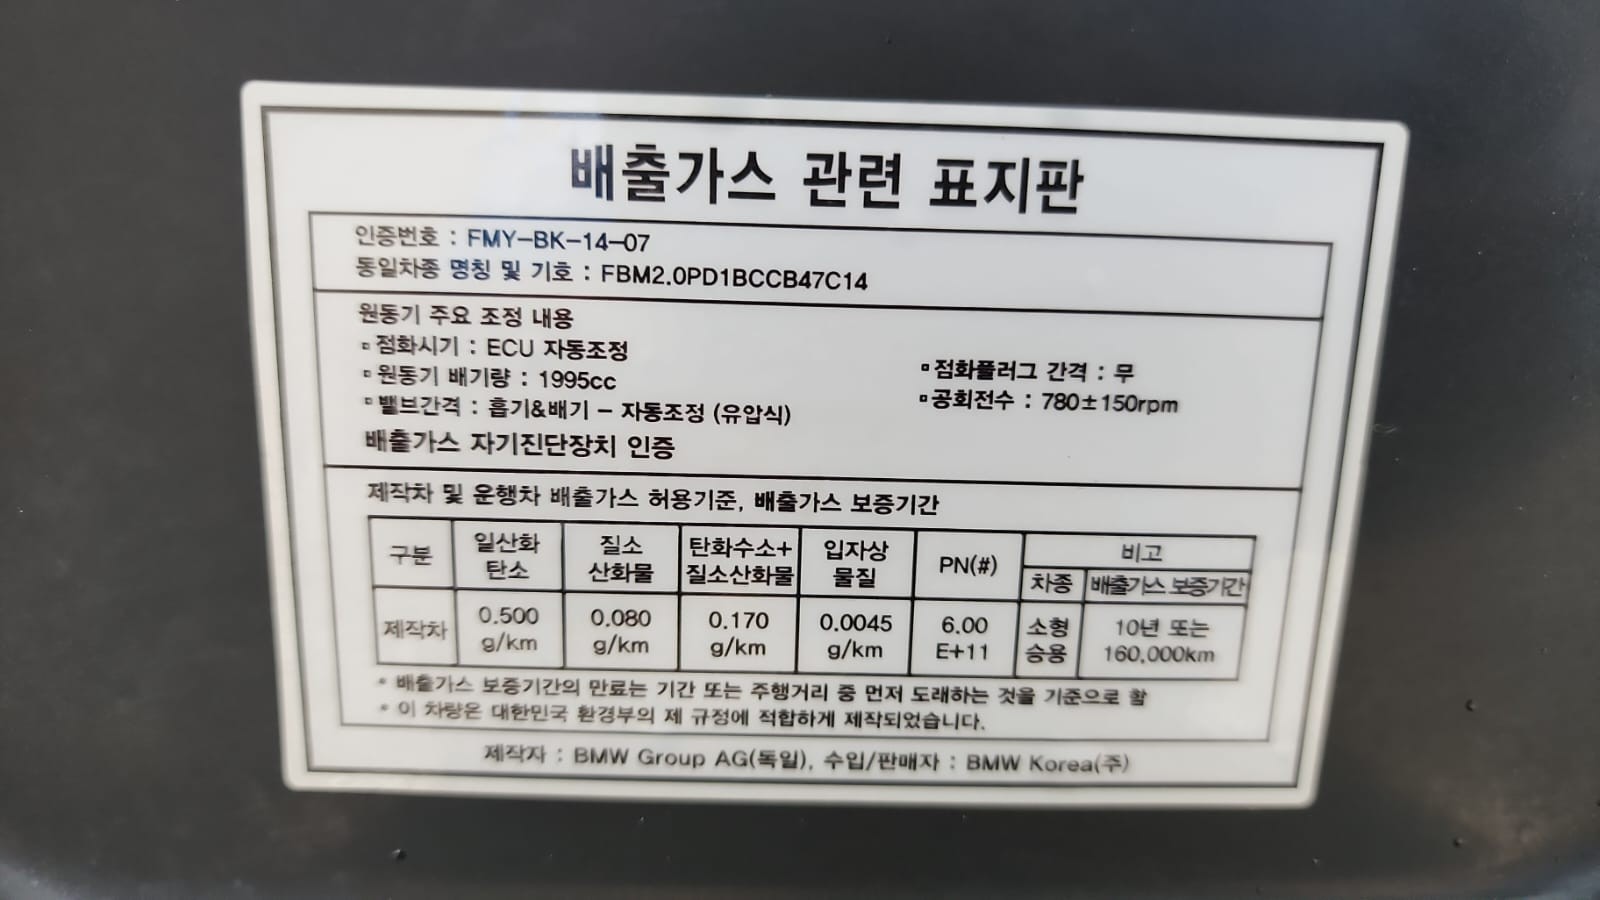 배출가스 관련 표지판
인증번호 : FMY-BK-14-07
동일차종 명칭 및 기호 : FBM2.0PD1BCCB47C14
원동기 주요 조정 내용
▫점화시기 : ECU 자동조정
▫원동기 배기량 : 1995cc
▫밸브간격 : 흡기&배기 - 자동조정 (유압식)
▫점화플러그 간격 : 무
▫공회전수 : 780±150rpm
배출가스 자기진단장치 인증
제작차 및 운행차 배출가스 허용기준, 배출가스 보증기간
구분 일산화탄소 질소산화물 탄화수소+질소산화물 입자상물질 PN(#) 비고
차종 배출가스 보증기간
제작차 0.500 g/km 0.080 g/km 0.170 g/km 0.0045 g/km 6.00 E+11 소형승용 10년 또는 160,000km
* 배출가스 보증기간의 만료는 기간 또는 주행거리 중 먼저 도래하는 것을 기준으로 함
* 이 차량은 대한민국 환경부의 제 규정에 적합하게 제작되었습니다.
제작자 : BMW Group AG(독일), 수입/판매자 : BMW Korea(주)